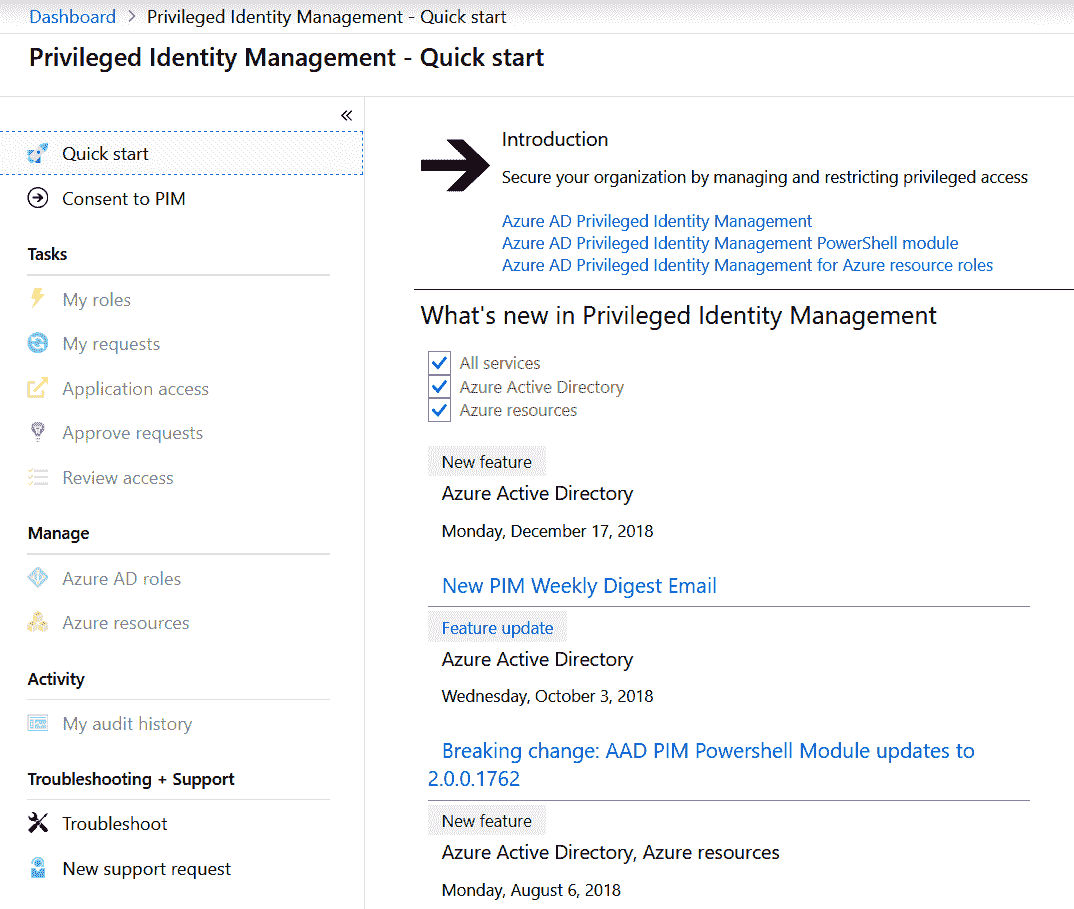 Dashboard > Privileged Identity Management - Quick start
Privileged Identity Management - Quick start
«
Quick start
Consent to PIM
Tasks
My roles
My requests
Application access
Approve requests
Review access
Manage
Azure AD roles
Azure resources
Activity
My audit history
Troubleshooting + Support
Troubleshoot
New support request
Introduction
Secure your organization by managing and restricting privileged access
Azure AD Privileged Identity Management
Azure AD Privileged Identity Management PowerShell module
Azure AD Privileged Identity Management for Azure resource roles
What's new in Privileged Identity Management
All services
Azure Active Directory
Azure resources
New feature
Azure Active Directory
Monday, December 17, 2018
New PIM Weekly Digest Email
Feature update
Azure Active Directory
Wednesday, October 3, 2018
Breaking change: AAD PIM Powershell Module updates to
2.0.0.1762
New feature
Azure Active Directory, Azure resources
Monday, August 6, 2018